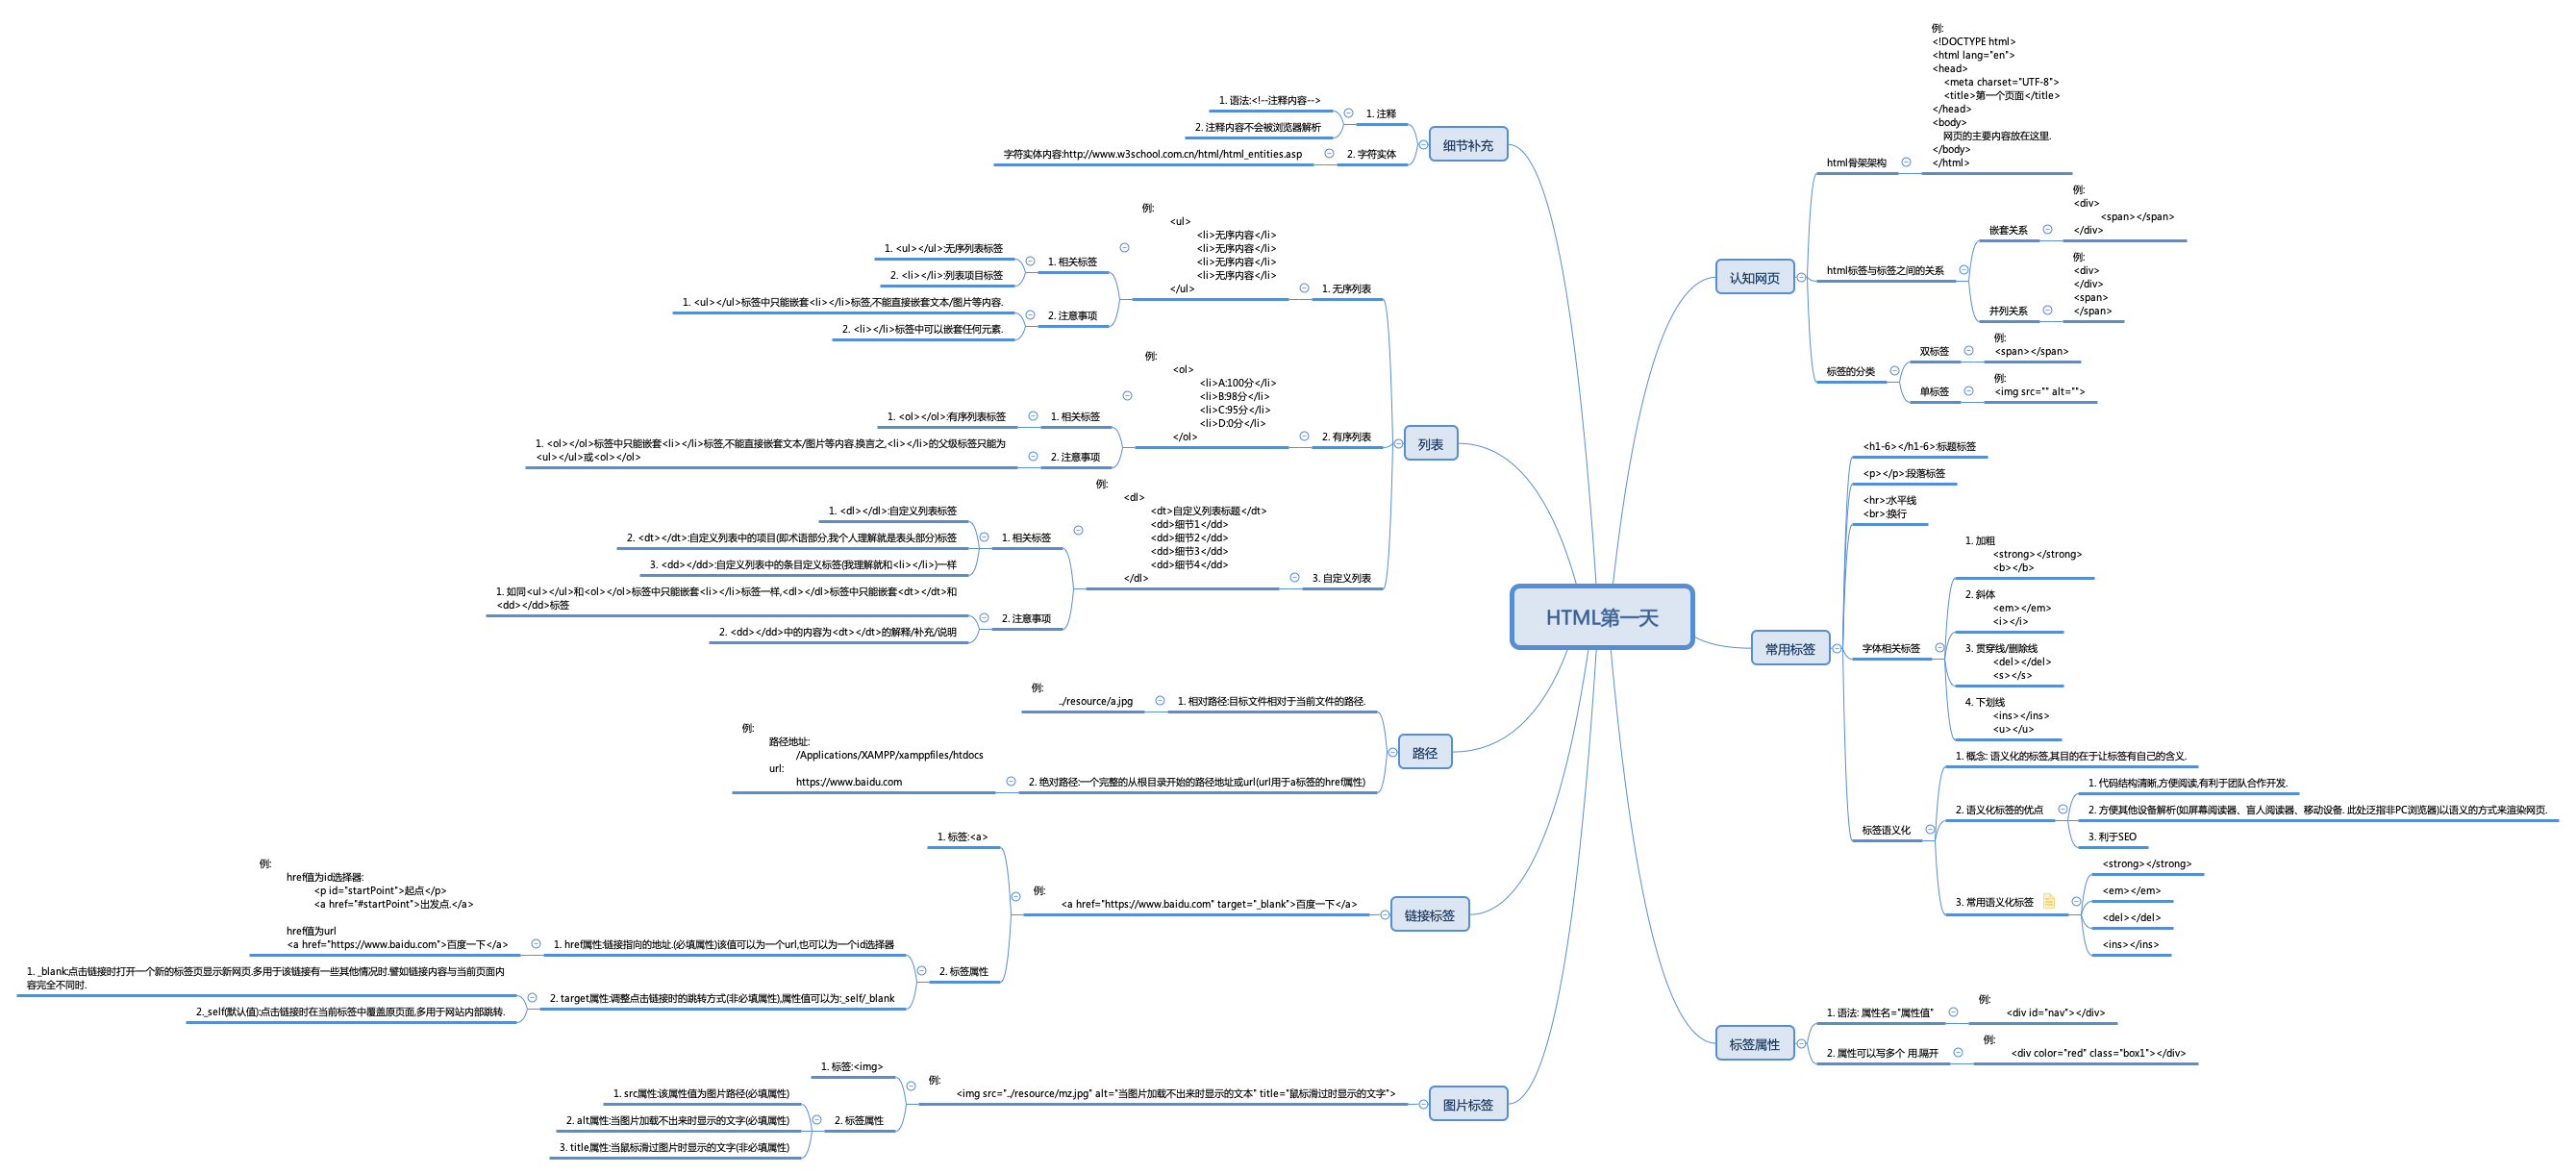 HTML第一天
认知网页
html骨架架构
例:
<!DOCTYPE html>
<html lang="en">
<head>
<meta charset="UTF-8">
<title>第一个页面</title>
</head>
<body>
网页的主要内容放在这里.
</body>
</html>
html标签与标签之间的关系
嵌套关系
例:
<div>
<span></span>
</div>
并列关系
例:
<div>
</div>
<span>
</span>
标签的分类
双标签
例:
<span></span>
单标签
例:
<img src="" alt="">
常用标签
<h1-6></h1-6>:标题标签
<p></p>:段落标签
<hr>:水平线
<br>:换行
字体相关标签
1. 加粗
<strong></strong>
<b></b>
2. 斜体
<em></em>
<i></i>
3. 贯穿线/删除线
<del></del>
<s></s>
4. 下划线
<ins></ins>
<u></u>
标签语义化
1. 概念: 语义化的标签,其目的在于让标签有自己的含义.
2. 语义化标签的优点
1. 代码结构清晰,方便阅读,有利于团队合作开发.
2. 方便其他设备解析(如屏幕阅读器、盲人阅读器、移动设备. 此处泛指非PC浏览器)以语义的方式来渲染网页.
3. 利于SEO
3. 常用语义化标签
<strong></strong>
<em></em>
<del></del>
<ins></ins>
标签属性
1. 语法: 属性名="属性值"
例:
<div id="nav"></div>
2. 属性可以写多个 用.隔开
例:
<div color="red" class="box1"></div>
细节补充
1. 注释
1. 语法:<!--注释内容-->
2. 注释内容不会被浏览器解析
2. 字符实体
字符实体内容:http://www.w3school.com.cn/html/html_entities.asp
列表
1. 无序列表
例:
<ul>
<li>无序内容</li>
<li>无序内容</li>
<li>无序内容</li>
<li>无序内容</li>
</ul>
1. 相关标签
1. <ul></ul>:无序列表标签
2. <li></li>:列表项目标签
2. 注意事项
1. <ul></ul>标签中只能嵌套<li></li>标签,不能直接嵌套文本/图片等内容.
2. <li></li>标签中可以嵌套任何元素.
2. 有序列表
例:
<ol>
<li>A:100分</li>
<li>B:98分</li>
<li>C:95分</li>
<li>D:0分</li>
</ol>
1. 相关标签
1. <ol></ol>:有序列表标签
2. 注意事项
1. <ol></ol>标签中只能嵌套<li></li>标签,不能直接嵌套文本/图片等内容.换言之,<li></li>的父级标签只能为
<ul></ul>或<ol></ol>
3. 自定义列表
例:
<dl>
<dt>自定义列表标题</dt>
<dd>细节1</dd>
<dd>细节2</dd>
<dd>细节3</dd>
<dd>细节4</dd>
</dl>
1. 相关标签
1. <dl></dl>:自定义列表标签
2. <dt></dt>:自定义列表中的项目(即术语部分,我个人理解就是表头部分)标签
3. <dd></dd>:自定义列表中的条目定义标签(我理解就和<li></li>)一样
2. 注意事项
1. 如同<ul></ul>和<ol></ol>标签中只能嵌套<li></li>标签一样,<dl></dl>标签中只能嵌套<dt></dt>和
<dd></dd>标签
2. <dd></dd>中的内容为<dt></dt>的解释/补充/说明
路径
1. 相对路径:目标文件相对于当前文件的路径.
例:
../resource/a.jpg
2. 绝对路径:一个完整的从根目录开始的路径地址或url(url用于a标签的href属性)
例:
路径地址:
/Applications/XAMPP/xamppfiles/htdocs
url:
https://www.baidu.com
链接标签
例:
<a href="https://www.baidu.com" target="_blank">百度一下</a>
1. 标签:<a>
2. 标签属性
1. href属性:链接指向的地址.(必填属性)该值可以为一个url,也可以为一个id选择器
例:
href值为id选择器:
<p id="startPoint">起点</p>
<a href="#startPoint">出发点.</a>
href值为url
<a href="https://www.baidu.com">百度一下</a>
2. target属性:调整点击链接时的跳转方式(非必填属性),属性值可以为:_self/_blank
1. _blank:点击链接时打开一个新的标签页显示新网页.多用于该链接有一些其他情况时.譬如链接内容与当前页面内
容完全不同时.
2._self(默认值):点击链接时在当前标签中覆盖原页面,多用于网站内部跳转.
图片标签
例:
<img src="../resource/mz.jpg" alt="当图片加载不出来时显示的文本" title="鼠标滑过时显示的文字">
1. 标签:<img>
2. 标签属性
1. src属性:该属性值为图片路径(必填属性)
2. alt属性:当图片加载不出来时显示的文字(必填属性)
3. title属性:当鼠标滑过图片时显示的文字(非必填属性)